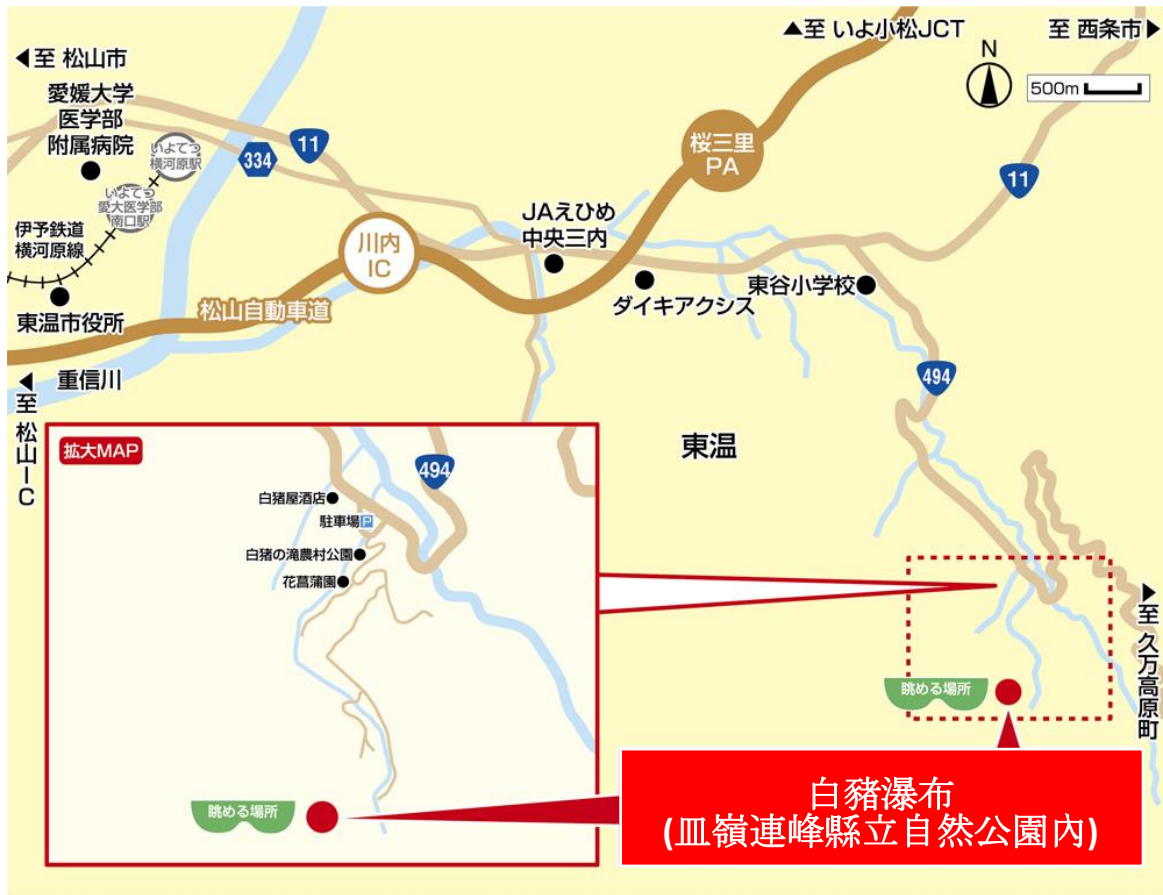 ◀至 松山市
▲至 いよ小松JCT
至 西条市▶
N
500m
愛媛大学
医学部
附属病院
いよてつ
横河原駅
334
11
桜三里
PA
11
いよてつ
愛大医学部
南口駅
伊予鉄道
横河原線
川内
IC
JAえひめ
中央三内
ダイキアクシス
東谷小学校
東温市役所
松山自動車道
494
◀至 松山IC
重信川
東温
拡大MAP
494
白猪屋酒店
駐車場P
白猪の滝農村公園
花菖蒲園
▶至 久万高原町
眺める場所
眺める場所
白豬瀑布
(皿嶺連峰縣立自然公園內)